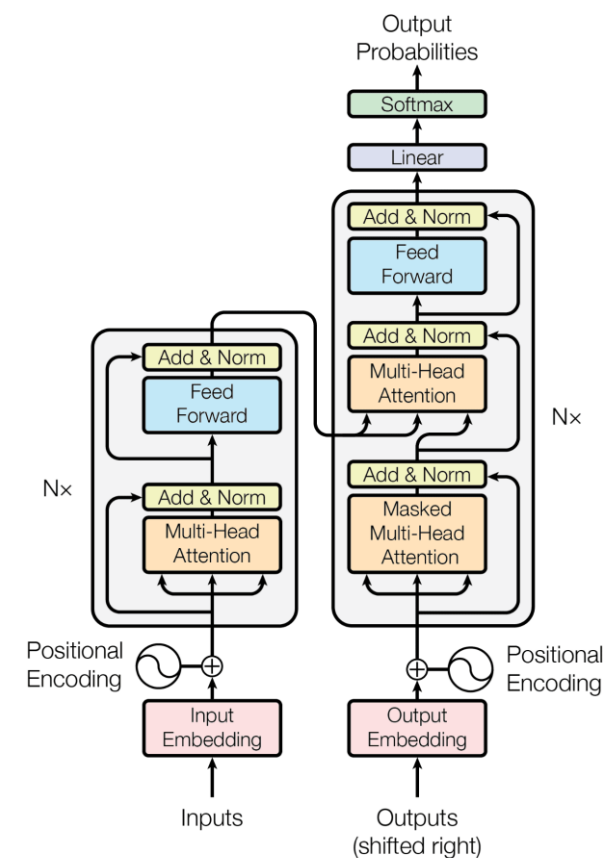 Output
Probabilities
Softmax
Linear
Add & Norm
Feed
Forward
Add & Norm
Multi-Head
Attention
Add & Norm
Masked
Multi-Head
Attention
Nx
Add & Norm
Feed
Forward
Add & Norm
Multi-Head
Attention
Nx
Positional
Encoding
Positional
Encoding
Input
Embedding
Output
Embedding
Inputs
Outputs
(shifted right)